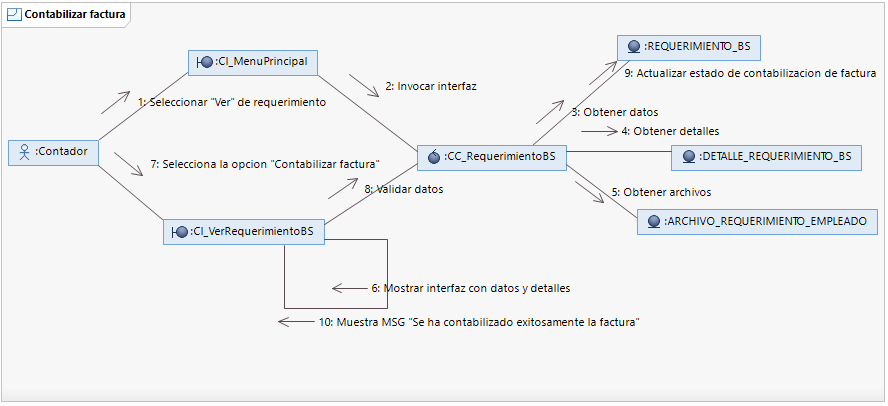 Contabilizar factura
:REQUERIMIENTO_BS
:CI_MenuPrincipal
9: Actualizar estado de contabilizacion de factura
2: Invocar interfaz
1: Seleccionar "Ver" de requerimiento
3: Obtener datos
4: Obtener detalles
:Contador
:CC_RequerimientoBS
:DETALLE_REQUERIMIENTO_BS
7: Selecciona la opcion "Contabilizar factura"
8: Validar datos
5: Obtener archivos
:ARCHIVO_REQUERIMIENTO_EMPLEADO
:CI_VerRequerimientoBS
6: Mostrar interfaz con datos y detalles
10: Muestra MSG "Se ha contabilizado exitosamente la factura"